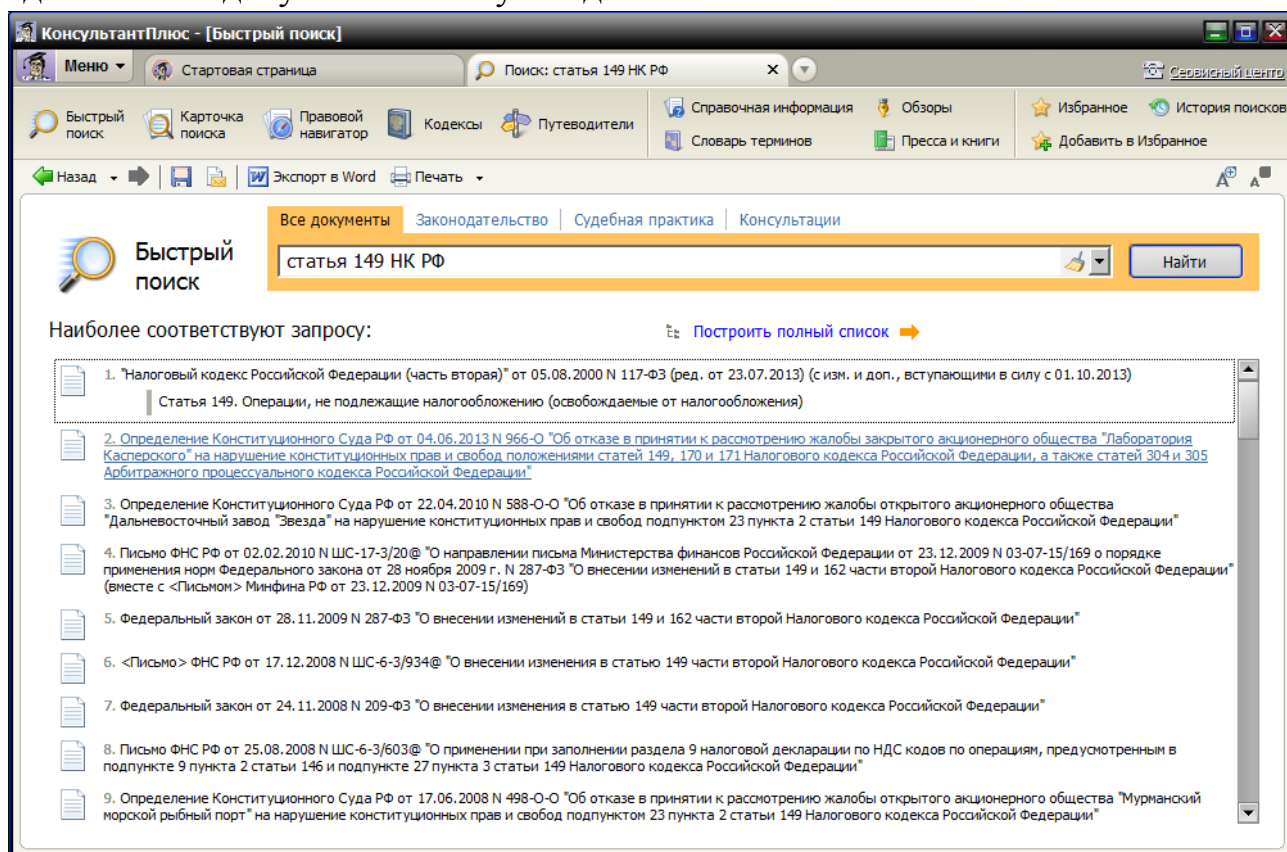 КонсультантПлюс - [Быстрый поиск]
Меню
Стартовая страница
Поиск: статья 149 НК РФ
Сервисный центр
Быстрый поиск
Карточка поиска
Правовой навигатор
Кодексы
Путеводители
Справочная информация
Словарь терминов
Обзоры
Пресса и книги
Избранное
История поисков
Добавить в Избранное
Назад
Экспорт в Word
Печать
Все документы
Законодательство
Судебная практика
Консультации
Быстрый поиск
статья 149 НК РФ
Найти
Наиболее соответствуют запросу:
Построить полный список
1. "Налоговый кодекс Российской Федерации (часть вторая)" от 05.08.2000 N 117-ФЗ (ред. от 23.07.2013) (с изм. и доп., вступающими в силу с 01.10.2013)
Статья 149. Операции, не подлежащие налогообложению (освобождаемые от налогообложения)
2. Определение Конституционного Суда РФ от 04.06.2013 N 966-О "Об отказе в принятии к рассмотрению жалобы закрытого акционерного общества "Лаборатория
Касперского" на нарушение конституционных прав и свобод положениями статей 149, 170 и 171 Налогового кодекса Российской Федерации, а также статей 304 и 305
Арбитражного процессуального кодекса Российской Федерации"
3. Определение Конституционного Суда РФ от 22.04.2010 N 588-О-О "Об отказе в принятии к рассмотрению жалобы открытого акционерного общества
"Дальневосточный завод "Звезда" на нарушение конституционных прав и свобод подпунктом 23 пункта 2 статьи 149 Налогового кодекса Российской Федерации"
4. Письмо ФНС РФ от 02.02.2010 N ШС-17-3/20@ "О направлении письма Министерства финансов Российской Федерации от 23.12.2009 N 03-07-15/169 о порядке
применения норм Федерального закона от 28 ноября 2009 г. N 287-ФЗ "О внесении изменений в статьи 149 и 162 части второй Налогового кодекса Российской Федерации"
(вместе с <Письмом> Минфина РФ от 23.12.2009 N 03-07-15/169)
5. Федеральный закон от 28.11.2009 N 287-ФЗ "О внесении изменений в статьи 149 и 162 части второй Налогового кодекса Российской Федерации"
6. <Письмо> ФНС РФ от 17.12.2008 N ШС-6-3/934@ "О внесении изменения в статью 149 части второй Налогового кодекса Российской Федерации"
7. Федеральный закон от 24.11.2008 N 209-ФЗ "О внесении изменения в статью 149 части второй Налогового кодекса Российской Федерации"
8. Письмо ФНС РФ от 25.08.2008 N ШС-6-3/603@ "О применении при заполнении раздела 9 налоговой декларации по НДС кодов по операциям, предусмотренным в
подпункте 9 пункта 2 статьи 146 и подпункте 27 пункта 3 статьи 149 Налогового кодекса Российской Федерации"
9. Определение Конституционного Суда РФ от 17.06.2008 N 498-О-О "Об отказе в принятии к рассмотрению жалобы открытого акционерного общества "Мурманский
морской рыбный порт" на нарушение конституционных прав и свобод подпунктом 23 пункта 2 статьи 149 Налогового кодекса Российской Федерации"